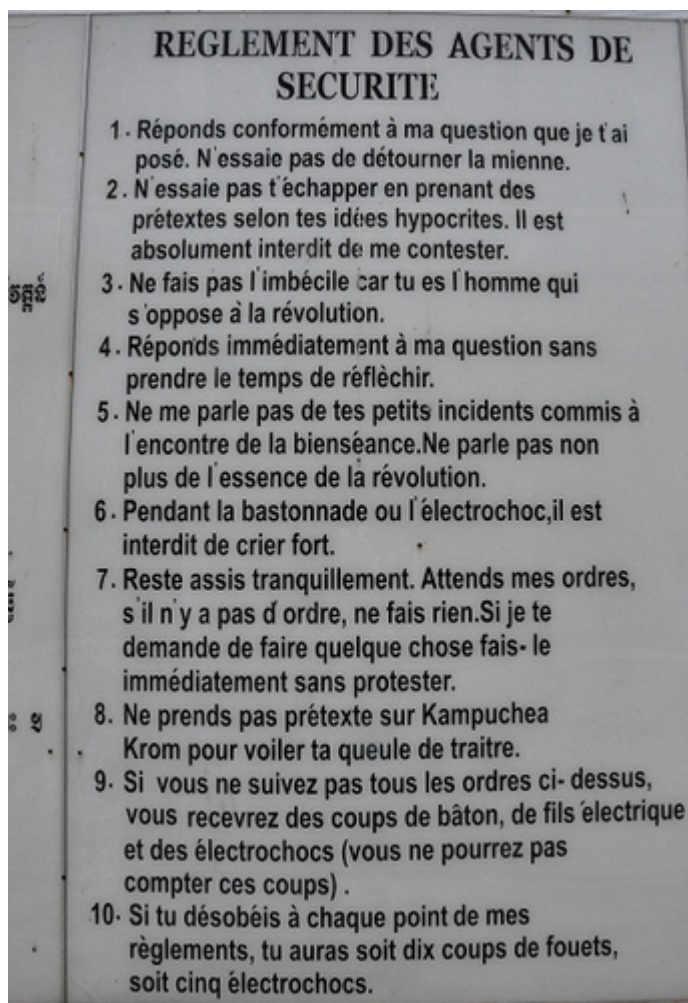 REGLEMENT DES AGENTS DE
SECURITE
1. Réponds conformément à ma question que je t'ai
posé. N'essaie pas de détourner la mienne.
2. N'essaie pas t'échapper en prenant des
prétextes selon tes idées hypocrites. Il est
absolument interdit de me contester.
3. Ne fais pas l'imbécile car tu es l'homme qui
s'oppose à la révolution.
4. Réponds immédiatement à ma question sans
prendre le temps de réflèchir.
5. Ne me parle pas de tes petits incidents commis à
l'encontre de la bienséance.Ne parle pas non
plus de l'essence de la révolution.
6. Pendant la bastonnade ou l'électrochoc,il est
interdit de crier fort.
7. Reste assis tranquillement. Attends mes ordres,
s'il n'y a pas d'ordre, ne fais rien.Si je te
demande de faire quelque chose fais- le
immédiatement sans protester.
8. Ne prends pas prétexte sur Kampuchea
Krom pour voiler ta queule de traitre.
9. Si vous ne suivez pas tous les ordres ci- dessus,
vous recevrez des coups de bâton, de fils électrique
et des électrochocs (vous ne pourrez pas
compter ces coups) .
10. Si tu désobéis à chaque point de mes
règlements, tu auras soit dix coups de fouets,
soit cinq électrochocs.